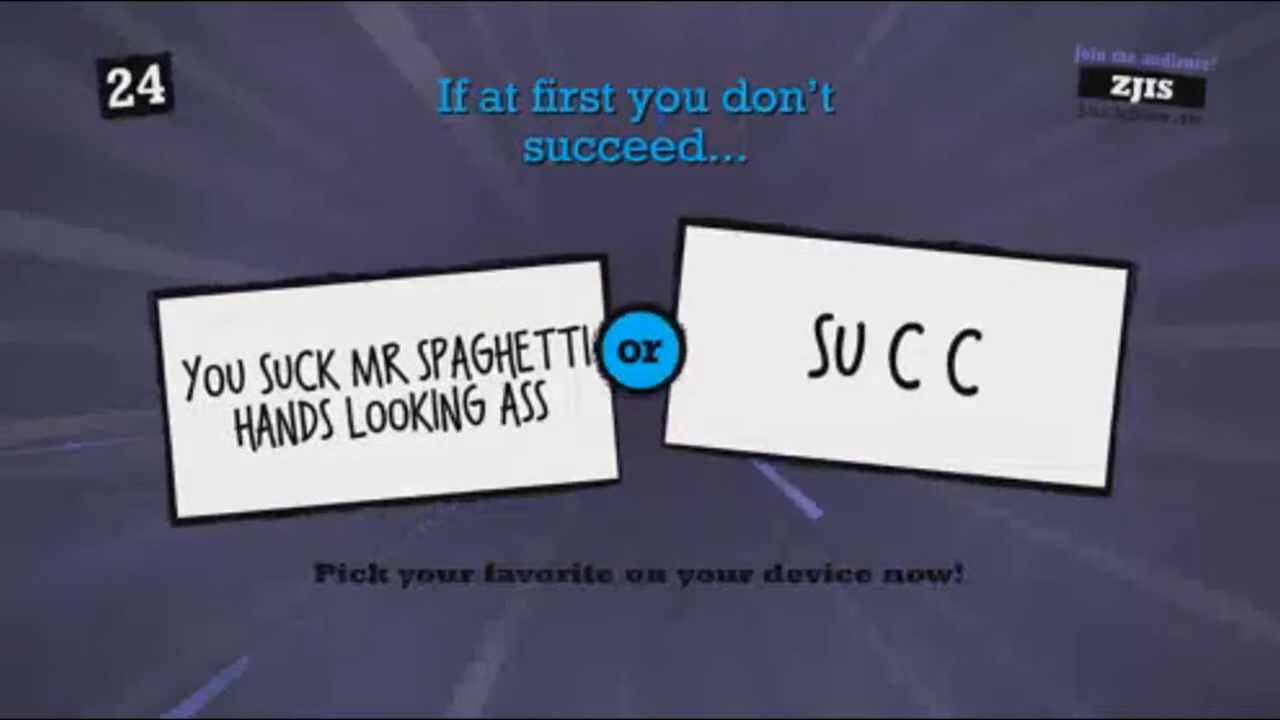 24
If at first you don't
succeed...
Join the audience!
ZJIS
YOU SUCK MR SPAGHETTI
HANDS LOOKING ASS
or
SU C C
Pick your favorite on your device now!